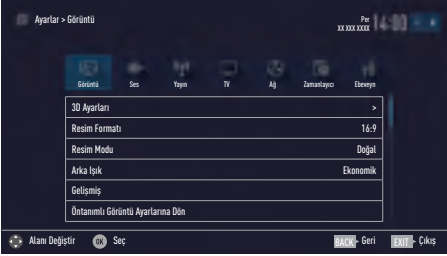 Ayarlar > Görüntü
Per
xx xxx xxxx
14:00
Görüntü Ses Yayın TV Ağ Zamanlayıcı Ebeveyn
3D Ayarları >
Resim Formatı 16:9
Resim Modu Doğal
Arka Işık Ekonomik
Gelişmiş
Öntanımlı Görüntü Ayarlarına Dön
Alanı Değiştir OK Seç BACK Geri EXIT Çıkış